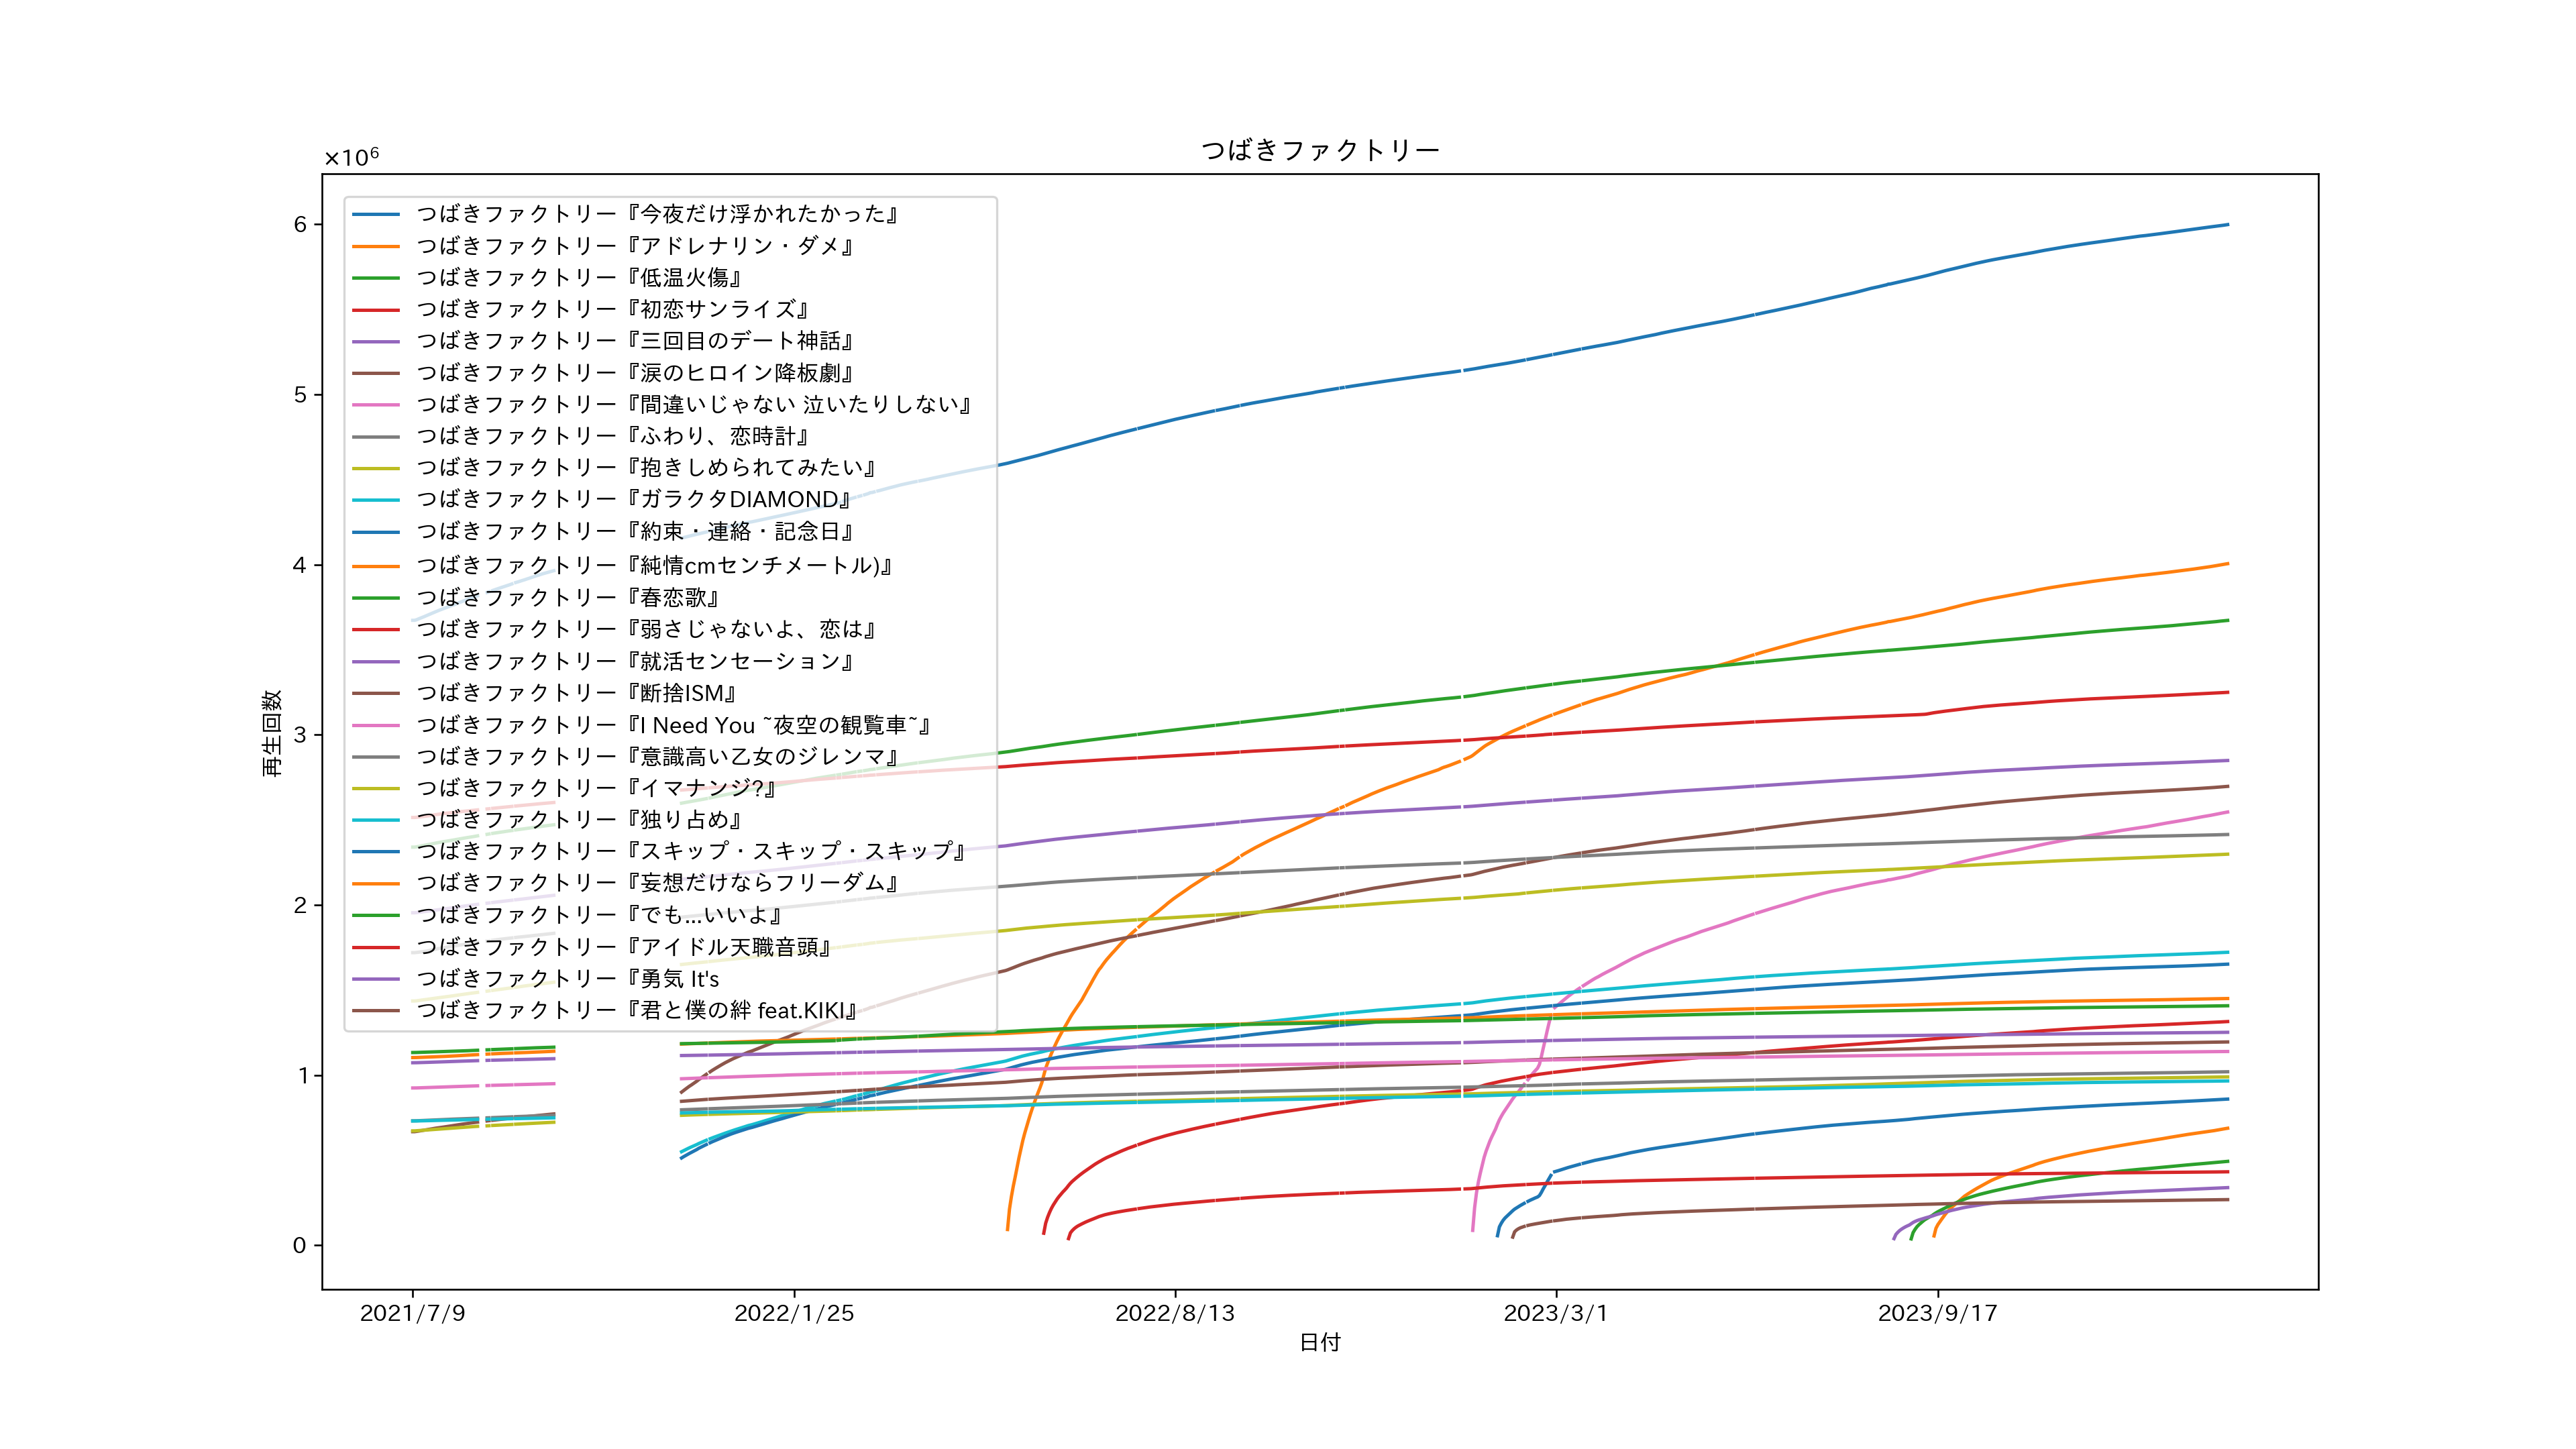 つばきファクトリー
×10⁶
つばきファクトリー『今夜だけ浮かれたかった』
つばきファクトリー『アドレナリン・ダメ』
つばきファクトリー『低温火傷』
つばきファクトリー『初恋サンライズ』
つばきファクトリー『三回目のデート神話』
つばきファクトリー『涙のヒロイン降板劇』
つばきファクトリー『間違いじゃない 泣いたりしない』
つばきファクトリー『ふわり、恋時計』
つばきファクトリー『抱きしめられてみたい』
つばきファクトリー『ガラクタDIAMOND』
つばきファクトリー『約束・連絡・記念日』
つばきファクトリー『純情cmセンチメートル)』
つばきファクトリー『春恋歌』
つばきファクトリー『弱さじゃないよ、恋は』
つばきファクトリー『就活センセーション』
つばきファクトリー『断捨ISM』
つばきファクトリー『I Need You ~夜空の観覧車~』
つばきファクトリー『意識高い乙女のジレンマ』
つばきファクトリー『イマナンジ?』
つばきファクトリー『独り占め』
つばきファクトリー『スキップ・スキップ・スキップ』
つばきファクトリー『妄想だけならフリーダム』
つばきファクトリー『でも...いいよ』
つばきファクトリー『アイドル天職音頭』
つばきファクトリー『勇気 It's
つばきファクトリー『君と僕の絆 feat.KIKI』
6
5
4
3
2
1
0
再生回数
2021/7/9
2022/1/25
2022/8/13
2023/3/1
2023/9/17
日付